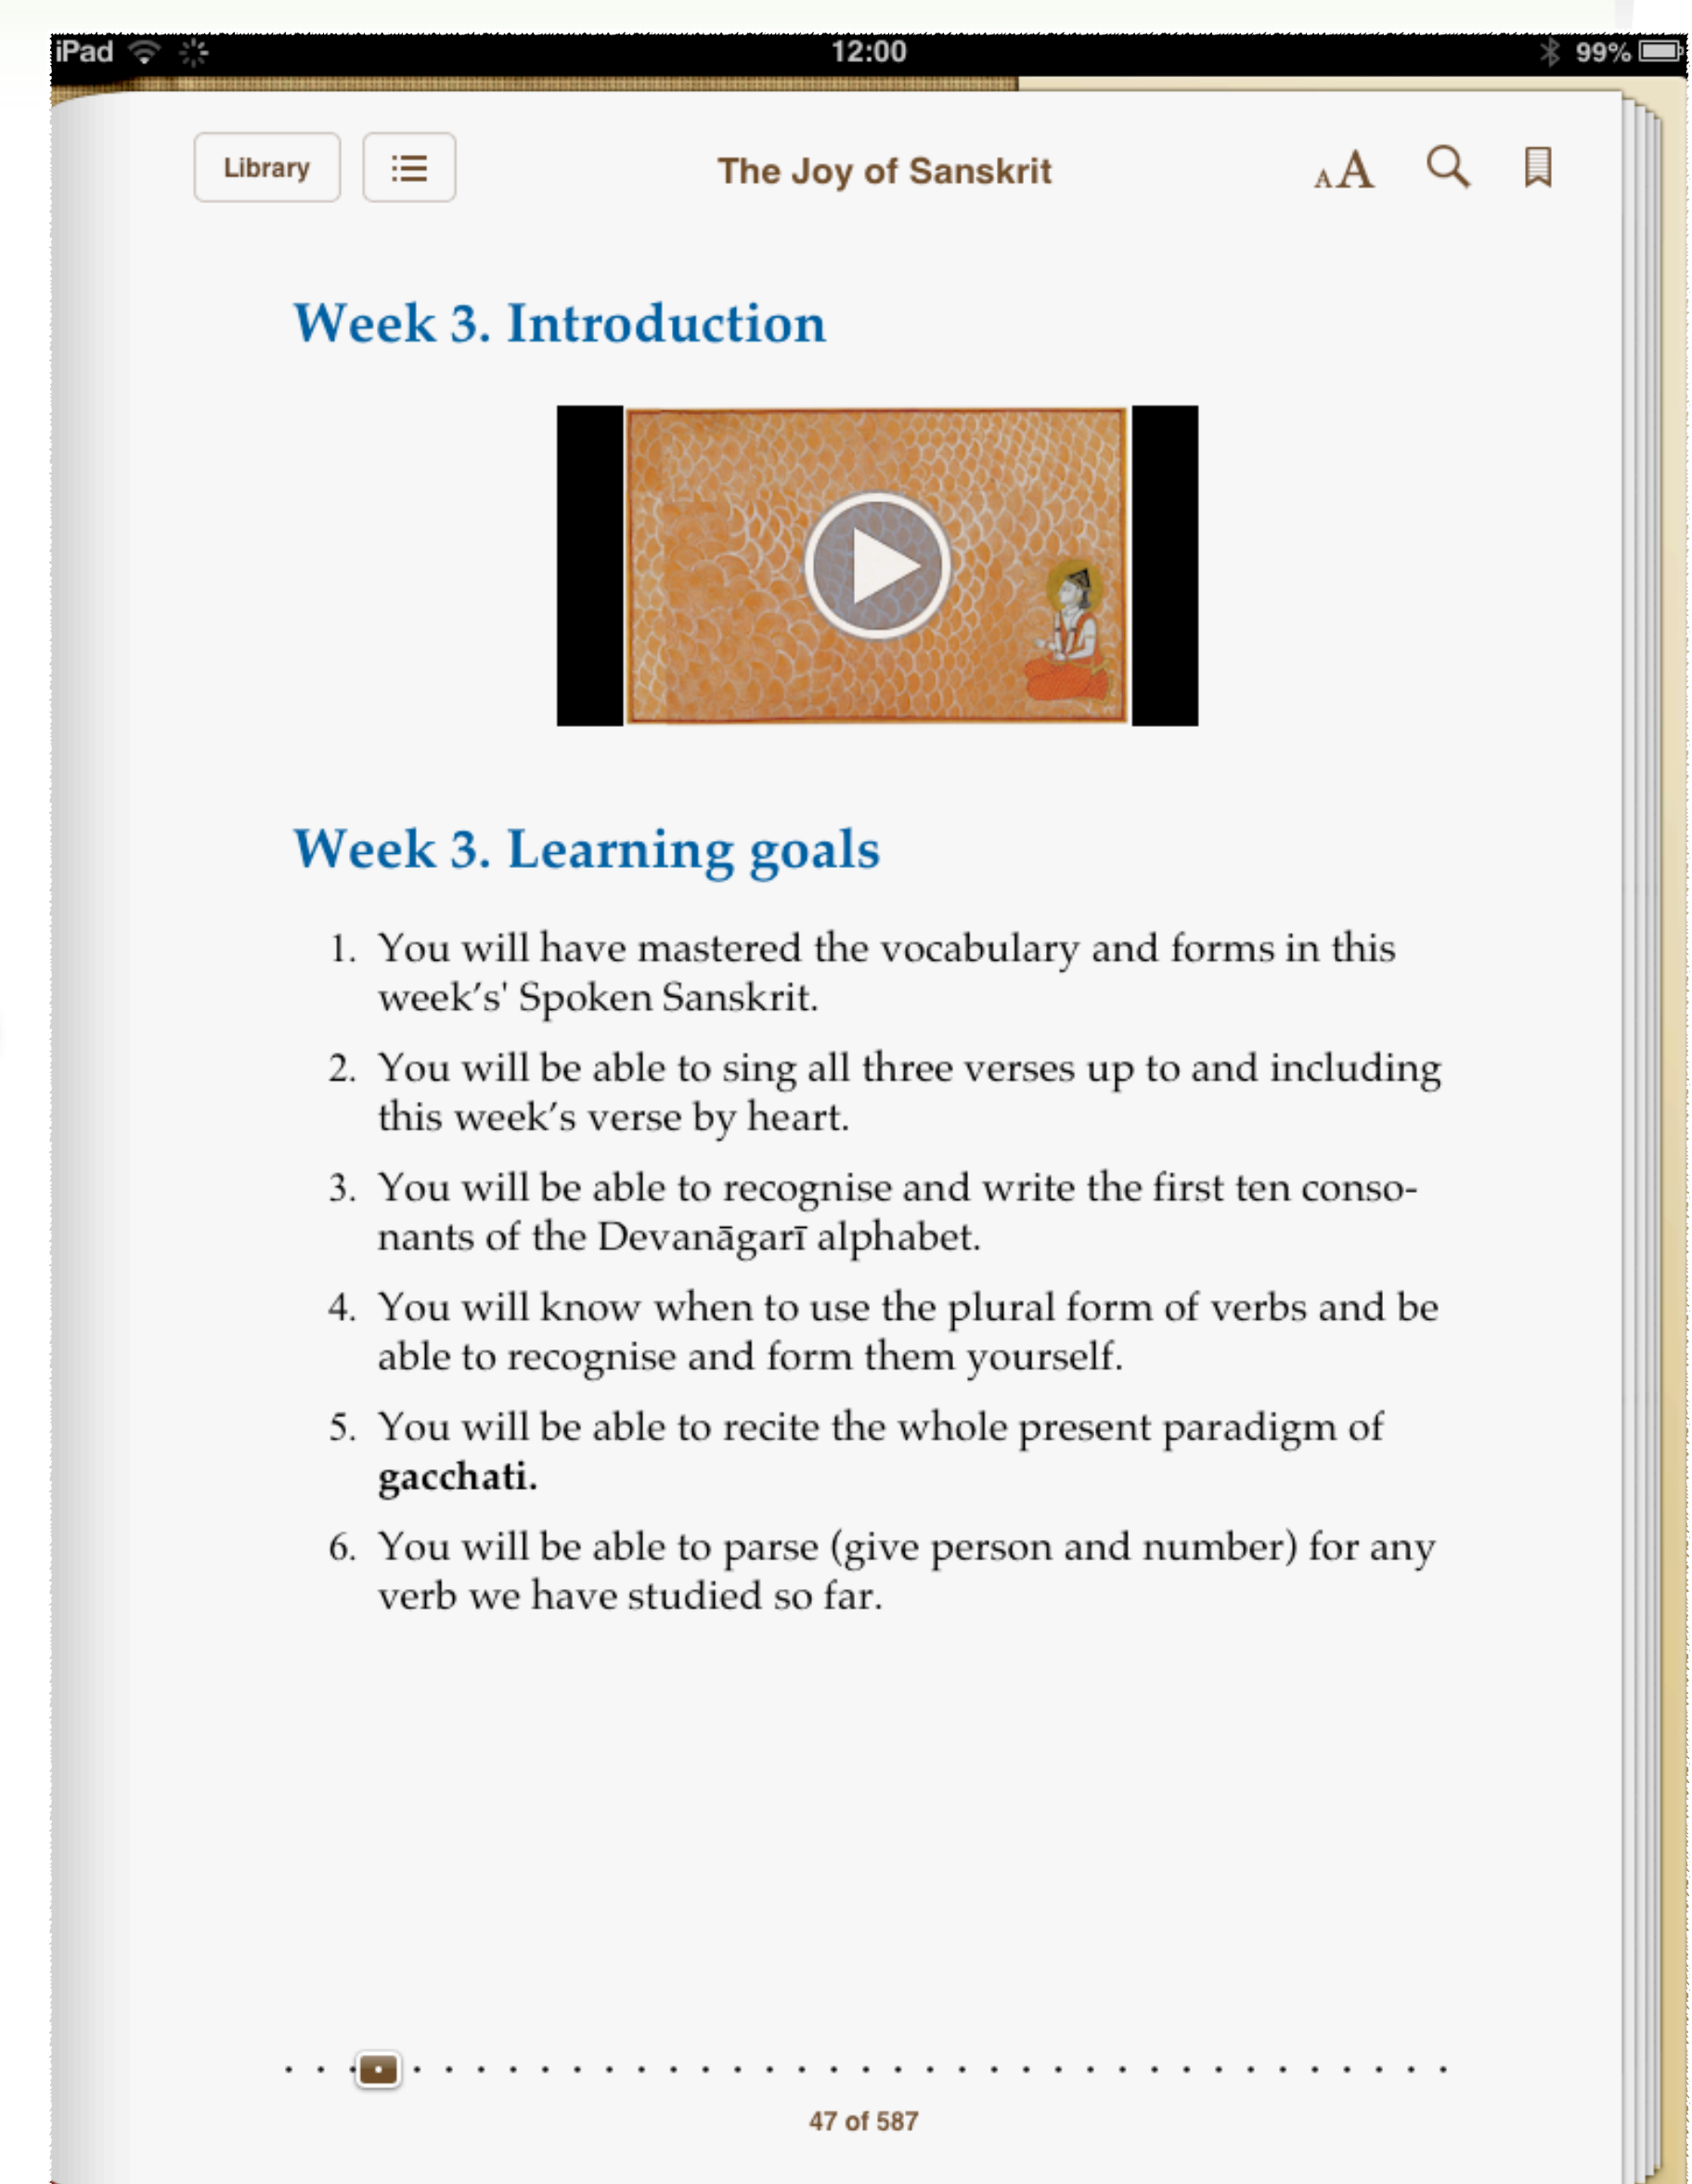 iPad 12:00 99%
Library The Joy of Sanskrit AA
Week 3. Introduction
Week 3. Learning goals
1. You will have mastered the vocabulary and forms in this
week’s' Spoken Sanskrit.
2. You will be able to sing all three verses up to and including
this week’s verse by heart.
3. You will be able to recognise and write the first ten conso-
nants of the Devanāgarī alphabet.
4. You will know when to use the plural form of verbs and be
able to recognise and form them yourself.
5. You will be able to recite the whole present paradigm of
gacchati.
6. You will be able to parse (give person and number) for any
verb we have studied so far.
47 of 587